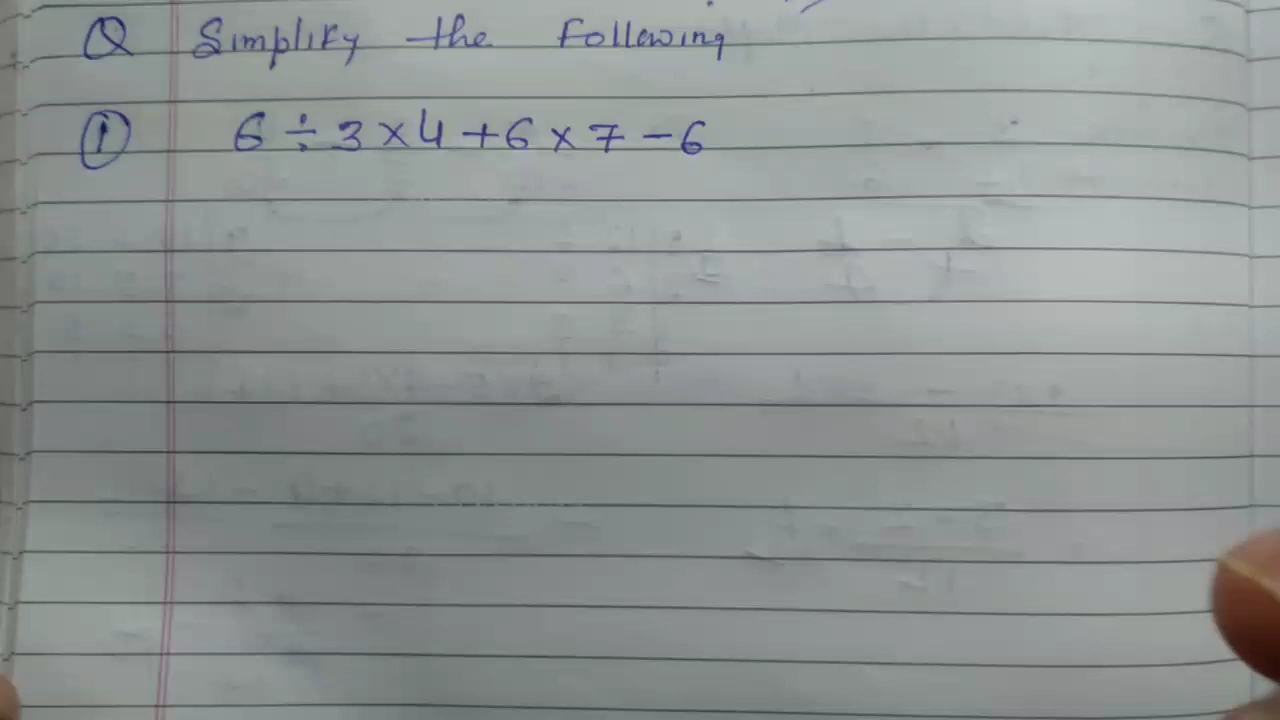 Q Simplify the Following
① 6 ÷ 3 × 4 + 6 × 7 - 6